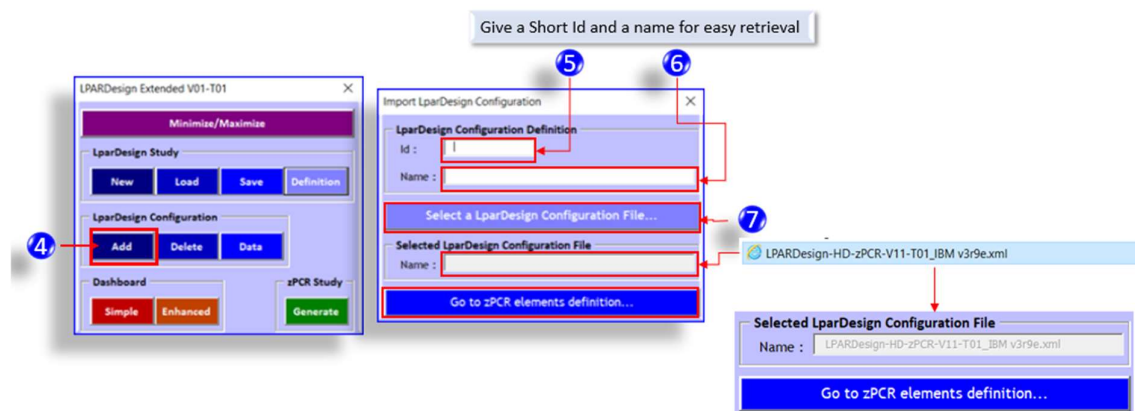 Give a Short Id and a name for easy retrieval
5
6
LPARDesign Extended V01-T01
Minimize/Maximize
LparDesign Study
New
Load
Save
Definition
LparDesign Configuration
4
Add
Delete
Data
Dashboard
zPCR Study
Simple
Enhanced
Generate
Import LparDesign Configuration
LparDesign Configuration Definition
Id :
Name :
Select a LparDesign Configuration File...
7
Selected LparDesign Configuration File
Name :
Go to zPCR elements definition...
LPARDesign-HD-zPCR-V11-T01_IBM v3r9e.xml
Selected LparDesign Configuration File
Name : LPARDesign-HD-zPCR-V11-T01_IBM v3r9e.xml
Go to zPCR elements definition...